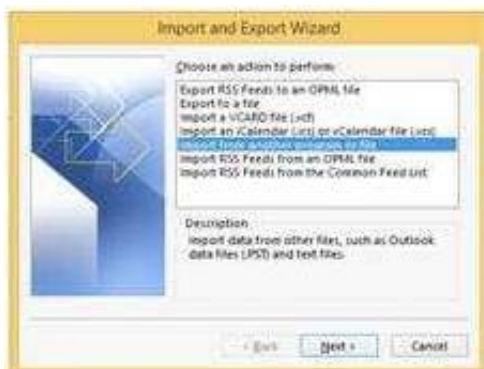 Import and Export Wizard
Choose an action to perform:
Export RSS Feeds to an OPML file
Export to a file
Import a VCARD file (.vcf)
Import an iCalendar (.ics) or vCalendar file (.vcs)
Import from another program or file
Import RSS Feeds from an OPML file
Import RSS Feeds from the Common Feed List
Description
Import data from other files, such as Outlook
data files (.PST) and text files.
< Back Next > Cancel